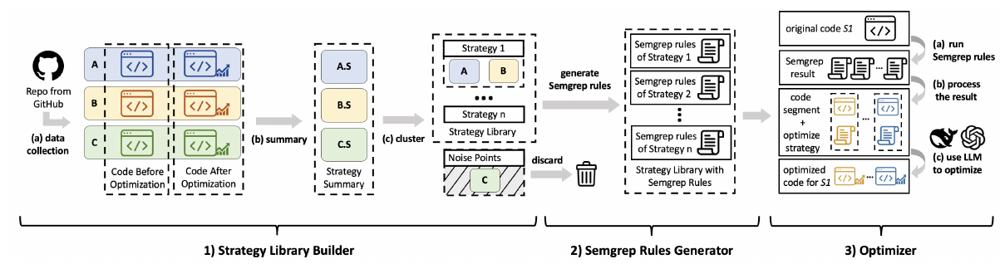 Repo from
GitHub
(a) data
collection
A
</>
</>
B
</>
</>
C
</>
</>
Code Before
Optimization
Code After
Optimization
(b) summary
A.S
B.S
C.S
Strategy
Summary
(c) cluster
Strategy 1
A
B
•••
Strategy n
Strategy Library
Noise Points
C
discard
generate
Semgrep rules
Semgrep rules
of Strategy 1
Semgrep rules
of Strategy 2
Semgrep rules
of Strategy n
Strategy Library with
Semgrep Rules
original code S1
</>
(a) run
Semgrep rules
Semgrep
result
...
(b) process
the result
code
segment
+
optimize
strategy
</>
...
</>
(c) use LLM
to optimize
optimized
code for S1
</>
...
</>
1) Strategy Library Builder
2) Semgrep Rules Generator
3) Optimizer